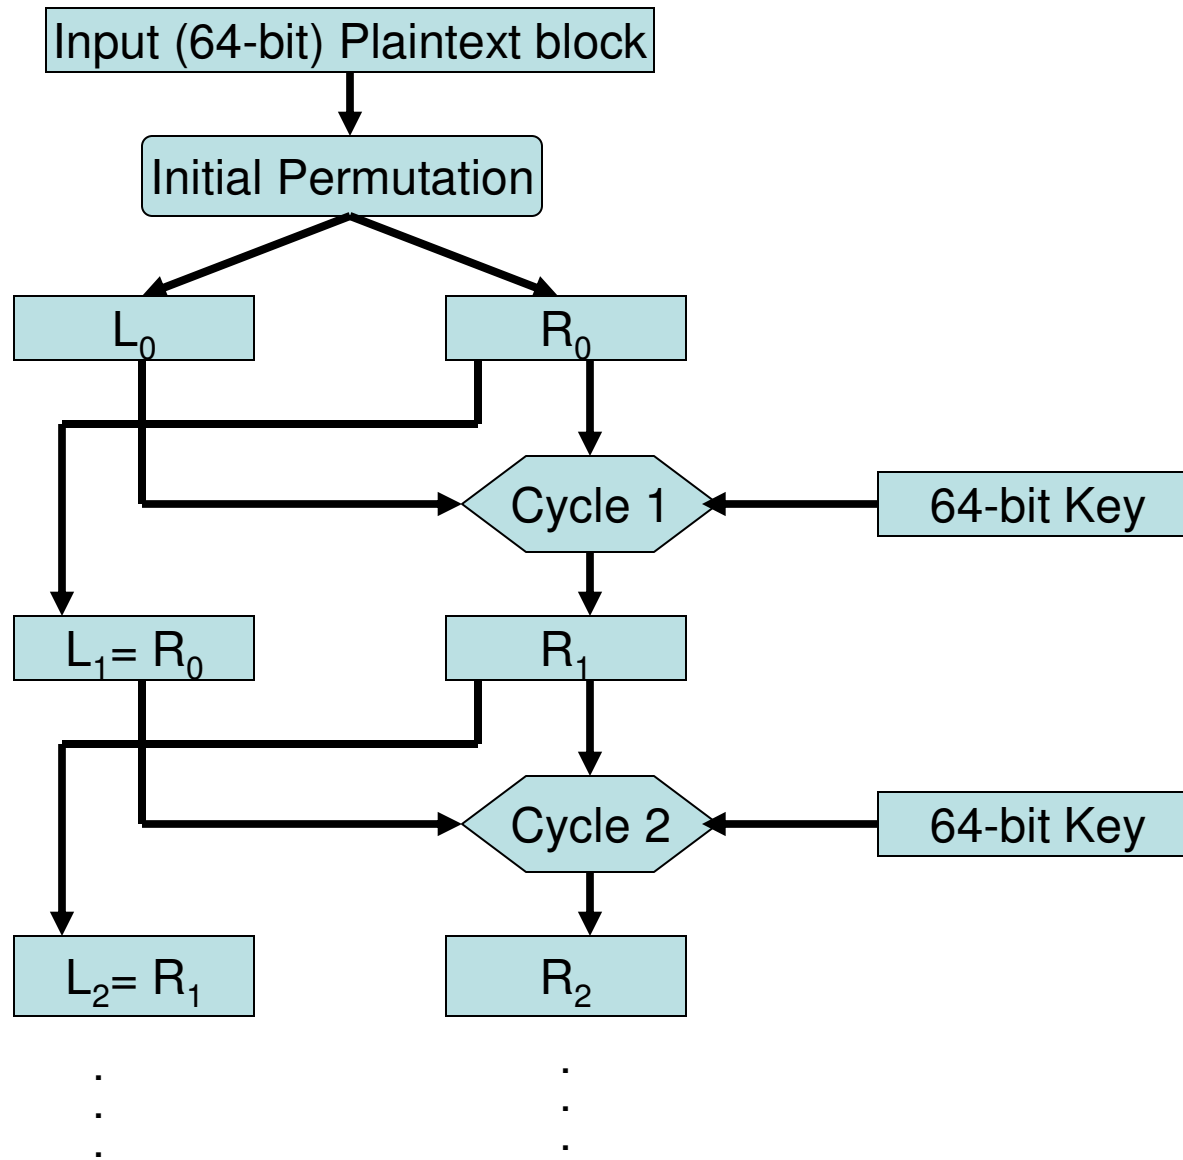 Input (64-bit) Plaintext block
Initial Permutation
L₀
R₀
Cycle 1
64-bit Key
L₁= R₀
R₁
Cycle 2
64-bit Key
L₂= R₁
R₂
. .
. .
. .